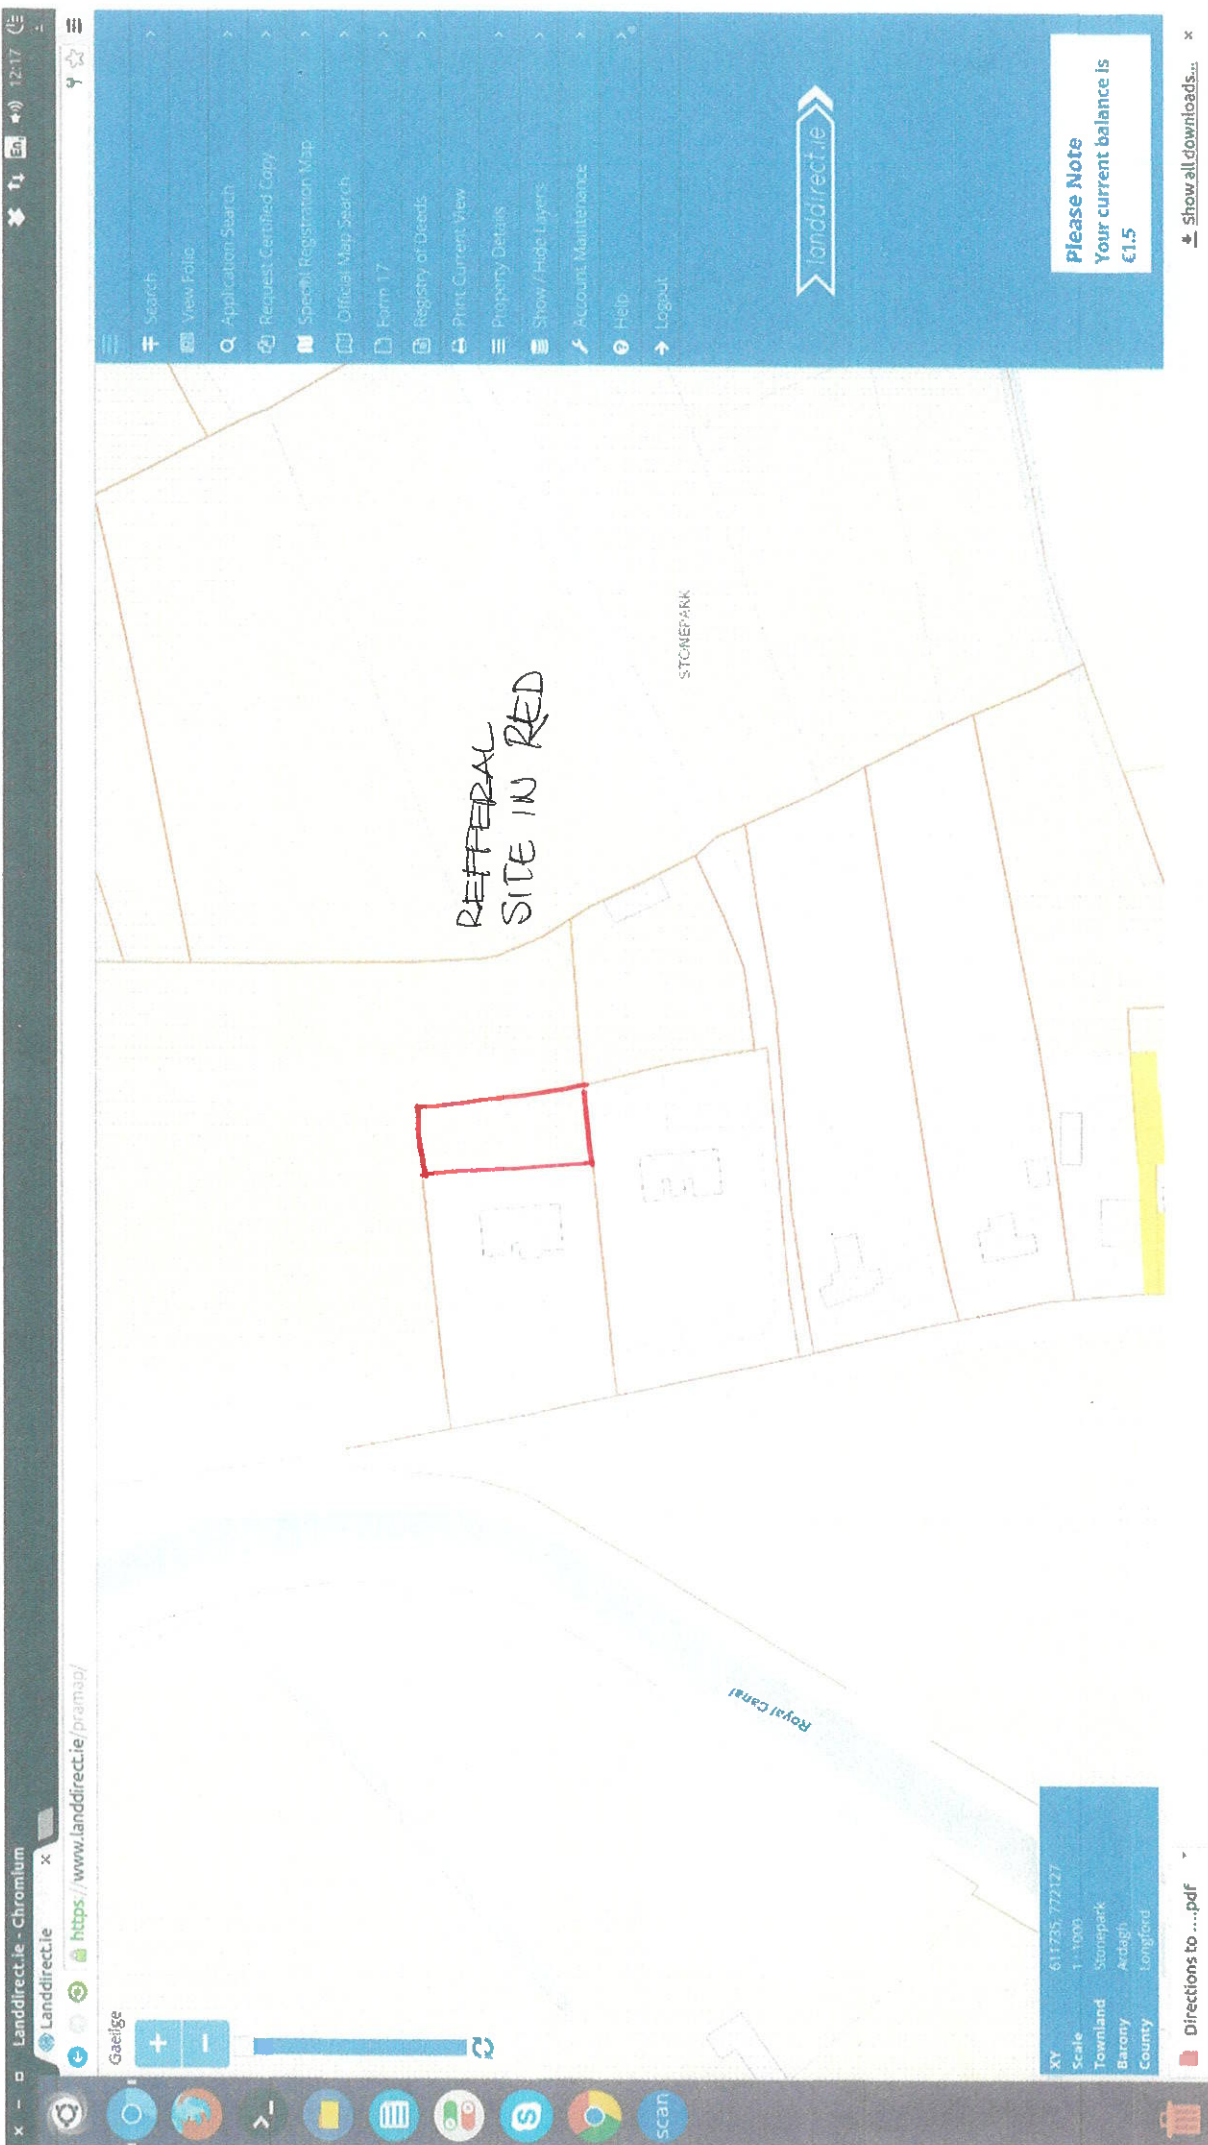 Landdirect.ie - Chromium
En
12:17
Landdirect.ie
https://www.landdirect.ie/pramap/
Gaeilge
+
−
scan
REFFERAL
SITE IN RED
STONEPARK
Royal Canal
Search
View Folio
Application Search
Request Certified Copy
Specific Registration Map
Official Map Search
Form 17
Registry of Deeds
Print Current View
Property Details
Show / Hide Layers
Account Maintenance
Help
Logout
landdirect.ie
Please Note
Your current balance is
€1.5
XY 611735, 772127
Scale 1 : 1000
Townland Stonepark
Barony Ardagh
County Longford
Directions to ....pdf
Show all downloads...